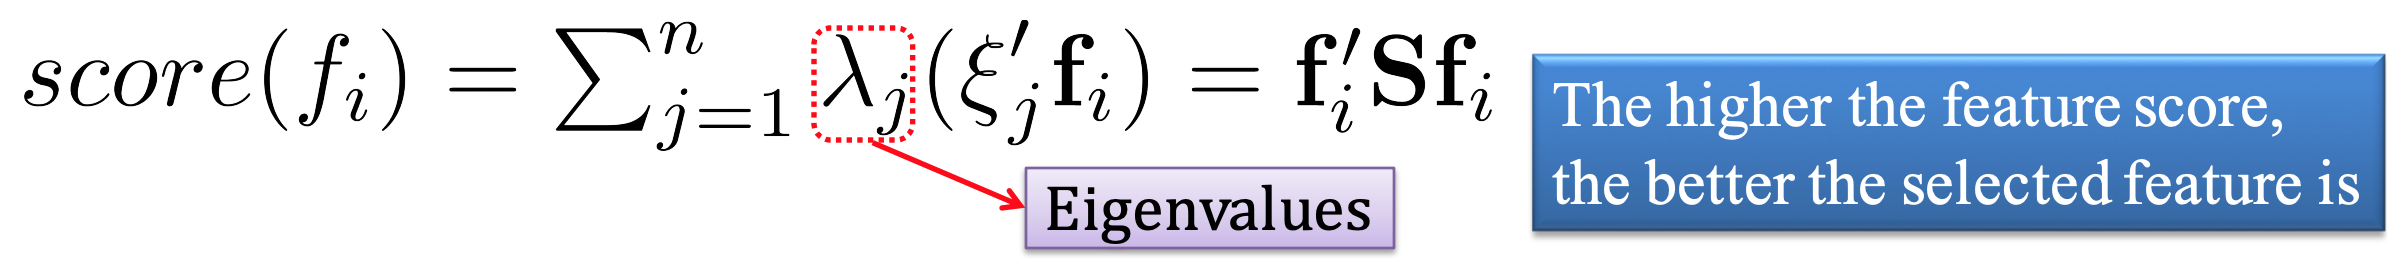 score(f_i) = ∑_{j=1}^{n} λ_j(ξ′_j f_i) = f′_i S f_i
The higher the feature score,
the better the selected feature is
Eigenvalues